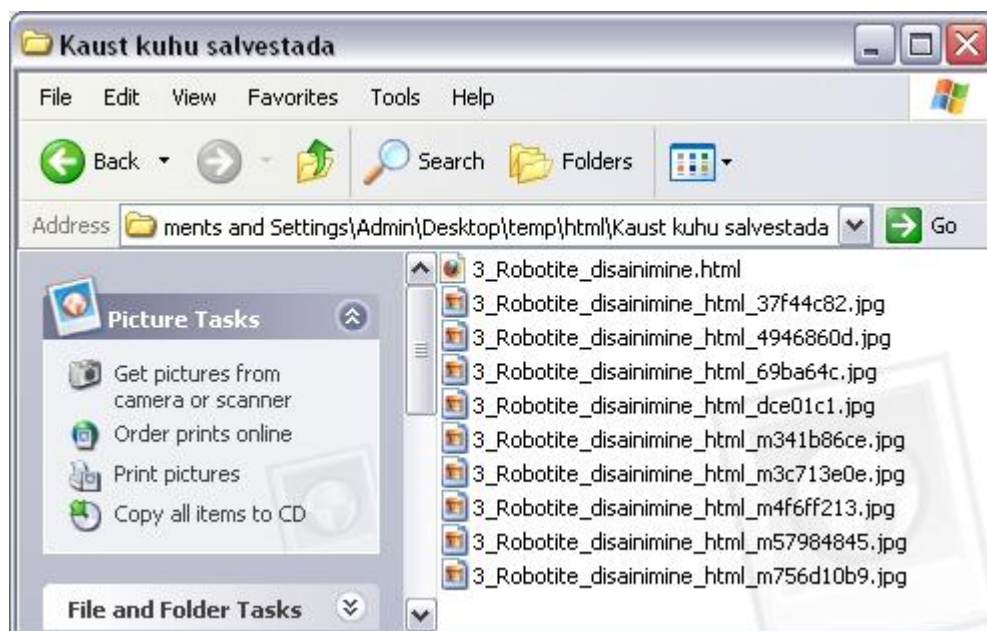 Kaust kuhu salvestada
File Edit View Favorites Tools Help
Back Search Folders
Address ments and Settings\Admin\Desktop\temp\html\Kaust kuhu salvestada Go
Picture Tasks
Get pictures from
camera or scanner
Order prints online
Print pictures
Copy all items to CD
File and Folder Tasks
3_Robotite_disainimine.html
3_Robotite_disainimine_html_37f44c82.jpg
3_Robotite_disainimine_html_4946860d.jpg
3_Robotite_disainimine_html_69ba64c.jpg
3_Robotite_disainimine_html_dce01c1.jpg
3_Robotite_disainimine_html_m341b86ce.jpg
3_Robotite_disainimine_html_m3c713e0e.jpg
3_Robotite_disainimine_html_m4f6ff213.jpg
3_Robotite_disainimine_html_m57984845.jpg
3_Robotite_disainimine_html_m756d10b9.jpg